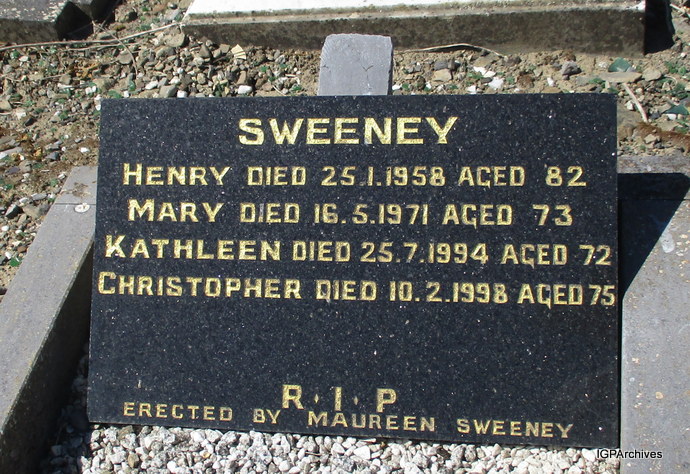 SWEENEY
HENRY DIED 25.1.1958 AGED 82
MARY DIED 16.5.1971 AGED 73
KATHLEEN DIED 25.7.1994 AGED 72
CHRISTOPHER DIED 10.2.1998 AGED 75
R.I.P
ERECTED BY MAUREEN SWEENEY
IGPArchives